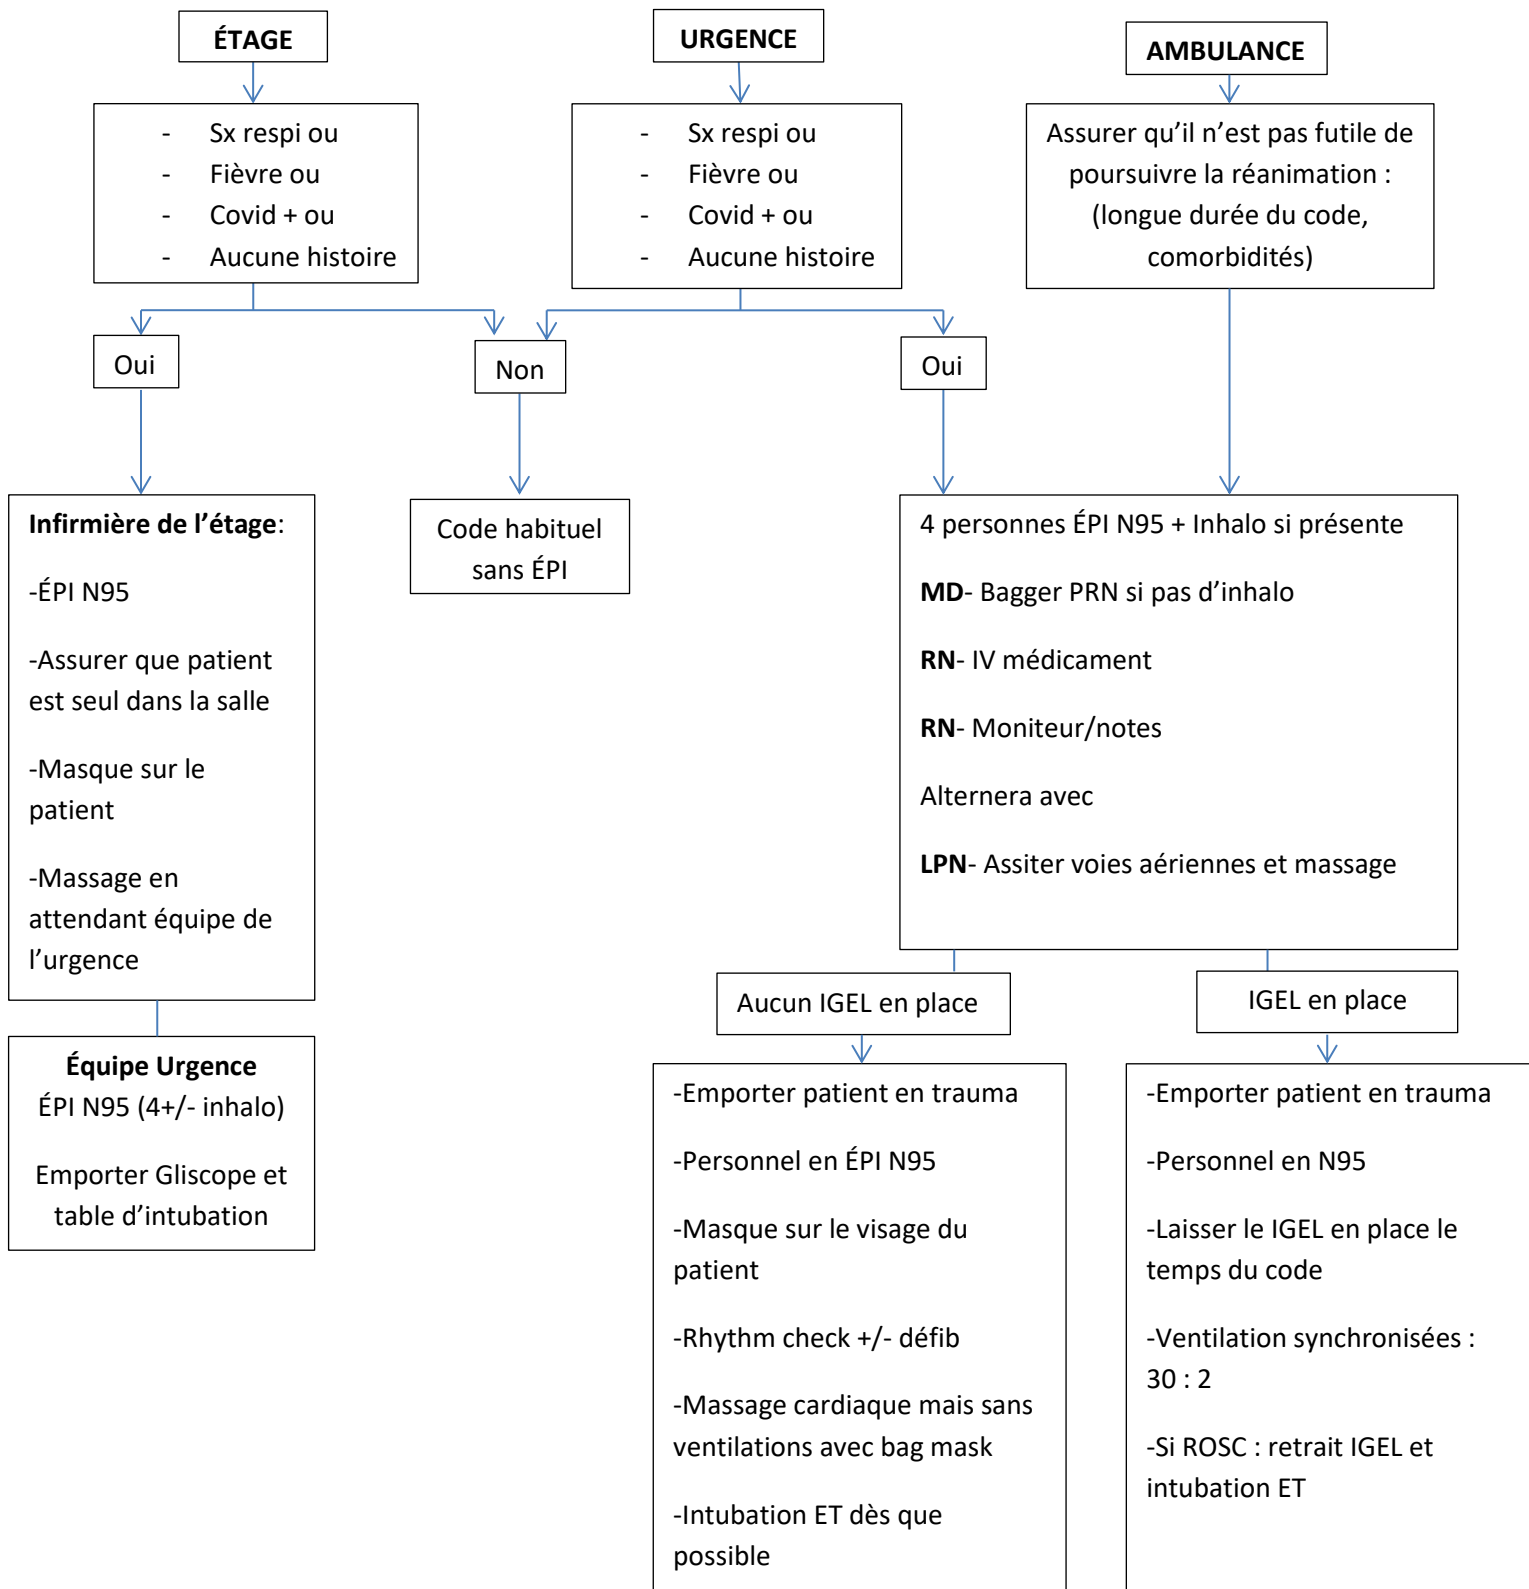 ÉTAGE
URGENCE
AMBULANCE
- Sx respi ou
- Fièvre ou
- Covid + ou
- Aucune histoire
- Sx respi ou
- Fièvre ou
- Covid + ou
- Aucune histoire
Assurer qu’il n’est pas futile de
poursuivre la réanimation :
(longue durée du code,
comorbidités)
Oui
Non
Oui
Infirmière de l’étage:
-ÉPI N95
-Assurer que patient
est seul dans la salle
-Masque sur le
patient
-Massage en
attendant équipe de
l’urgence
Code habituel
sans ÉPI
4 personnes ÉPI N95 + Inhalo si présente
MD- Bagger PRN si pas d’inhalo
RN- IV médicament
RN- Moniteur/notes
Alternera avec
LPN- Assiter voies aériennes et massage
Équipe Urgence
ÉPI N95 (4+/- inhalo)
Emporter Gliscope et
table d’intubation
Aucun IGEL en place
IGEL en place
-Emporter patient en trauma
-Personnel en ÉPI N95
-Masque sur le visage du
patient
-Rhythm check +/- défib
-Massage cardiaque mais sans
ventilations avec bag mask
-Intubation ET dès que
possible
-Emporter patient en trauma
-Personnel en N95
-Laisser le IGEL en place le
temps du code
-Ventilation synchronisées :
30 : 2
-Si ROSC : retrait IGEL et
intubation ET